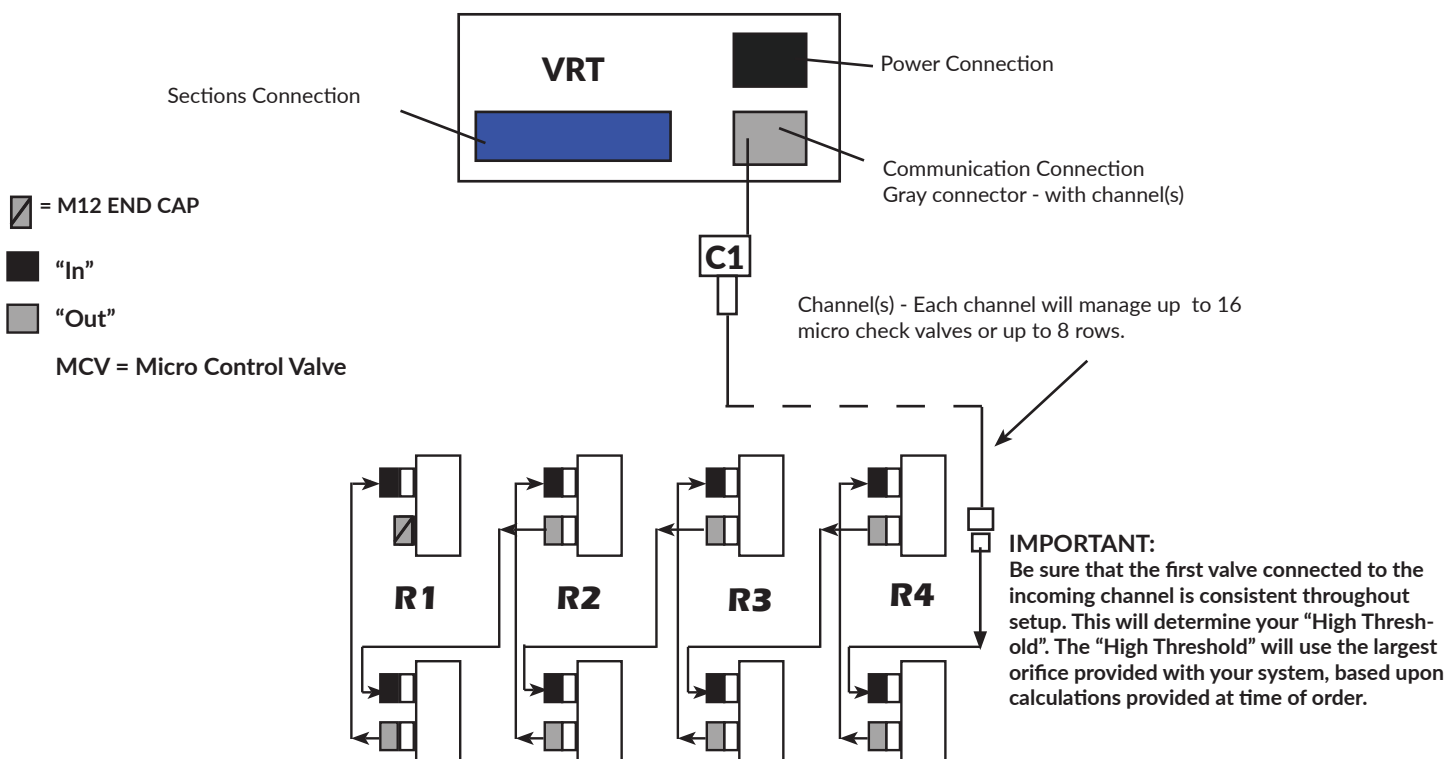 VRT
Power Connection
Sections Connection
Communication Connection
Gray connector - with channel(s)
= M12 END CAP
“In”
“Out”
MCV = Micro Control Valve
C1
Channel(s) - Each channel will manage up to 16
micro check valves or up to 8 rows.
R1
R2
R3
R4
IMPORTANT:
Be sure that the first valve connected to the
incoming channel is consistent throughout
setup. This will determine your “High Thresh-
old”. The “High Threshold” will use the largest
orifice provided with your system, based upon
calculations provided at time of order.